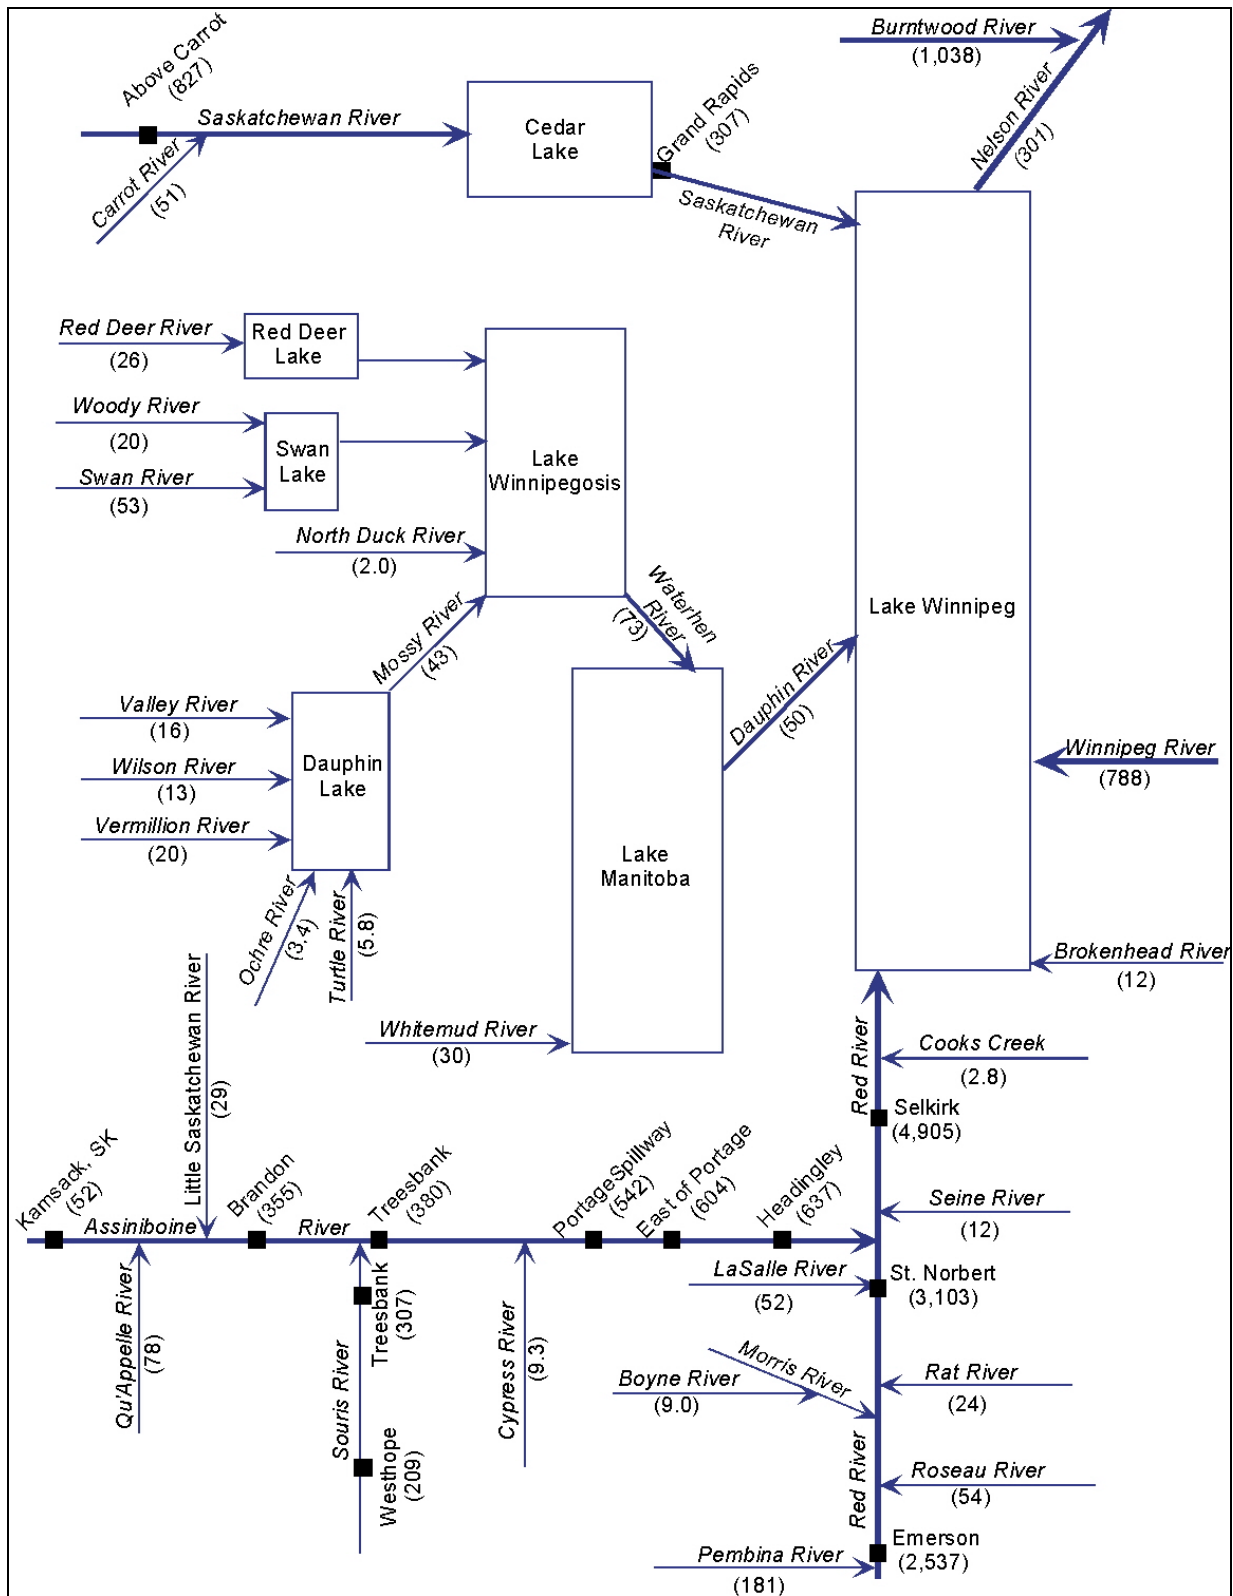 Burntwood River
(1,038)
Nelson River
(301)
Above Carrot
(827)
Saskatchewan River
Carrot River
(51)
Cedar
Lake
Grand Rapids
(307)
Saskatchewan
River
Red Deer River
(26)
Red Deer
Lake
Woody River
(20)
Swan River
(53)
Swan
Lake
Lake
Winnipegosis
North Duck River
(2.0)
Mossy River
(43)
Waterhen
River
(73)
Lake Winnipeg
Dauphin River
(50)
Valley River
(16)
Wilson River
(13)
Vermillion River
(20)
Dauphin
Lake
Ochre River
(3.4)
Turtle River
(5.8)
Lake
Manitoba
Winnipeg River
(788)
Brokenhead River
(12)
Whitemud River
(30)
Red River
Cooks Creek
(2.8)
Selkirk
(4,905)
Little Saskatchewan River
(29)
Kamsack, SK
(52)
Assiniboine
Brandon
(355)
River
Treesbank
(380)
Portage Spillway
(542)
East of Portage
(604)
Headingley
(637)
Seine River
(12)
LaSalle River
(52)
St. Norbert
(3,103)
Qu'Appelle River
(78)
Treesbank
(307)
Souris River
Westhope
(209)
Cypress River
(9.3)
Morris River
Boyne River
(9.0)
Rat River
(24)
Red River
Roseau River
(54)
Emerson
(2,537)
Pembina River
(181)